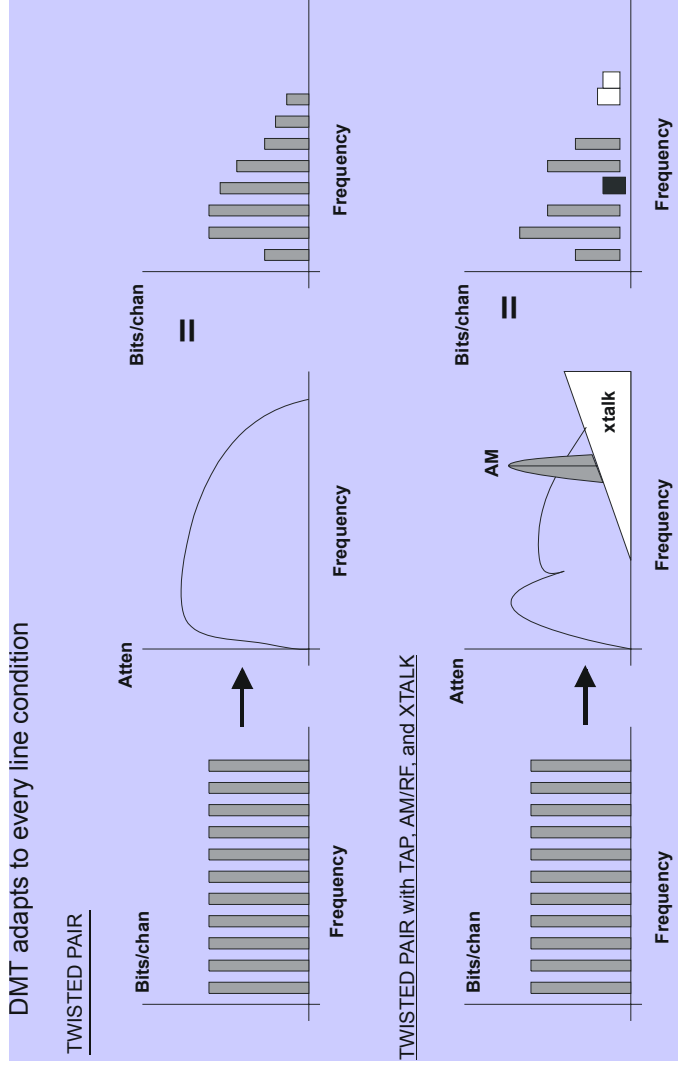 DMT adapts to every line condition
TWISTED PAIR
Bits/chan
Frequency
Atten
Frequency
Bits/chan
=
Frequency
TWISTED PAIR with TAP, AM/RF, and XTALK
Bits/chan
Frequency
Atten
AM
xtalk
Frequency
Bits/chan
=
Frequency